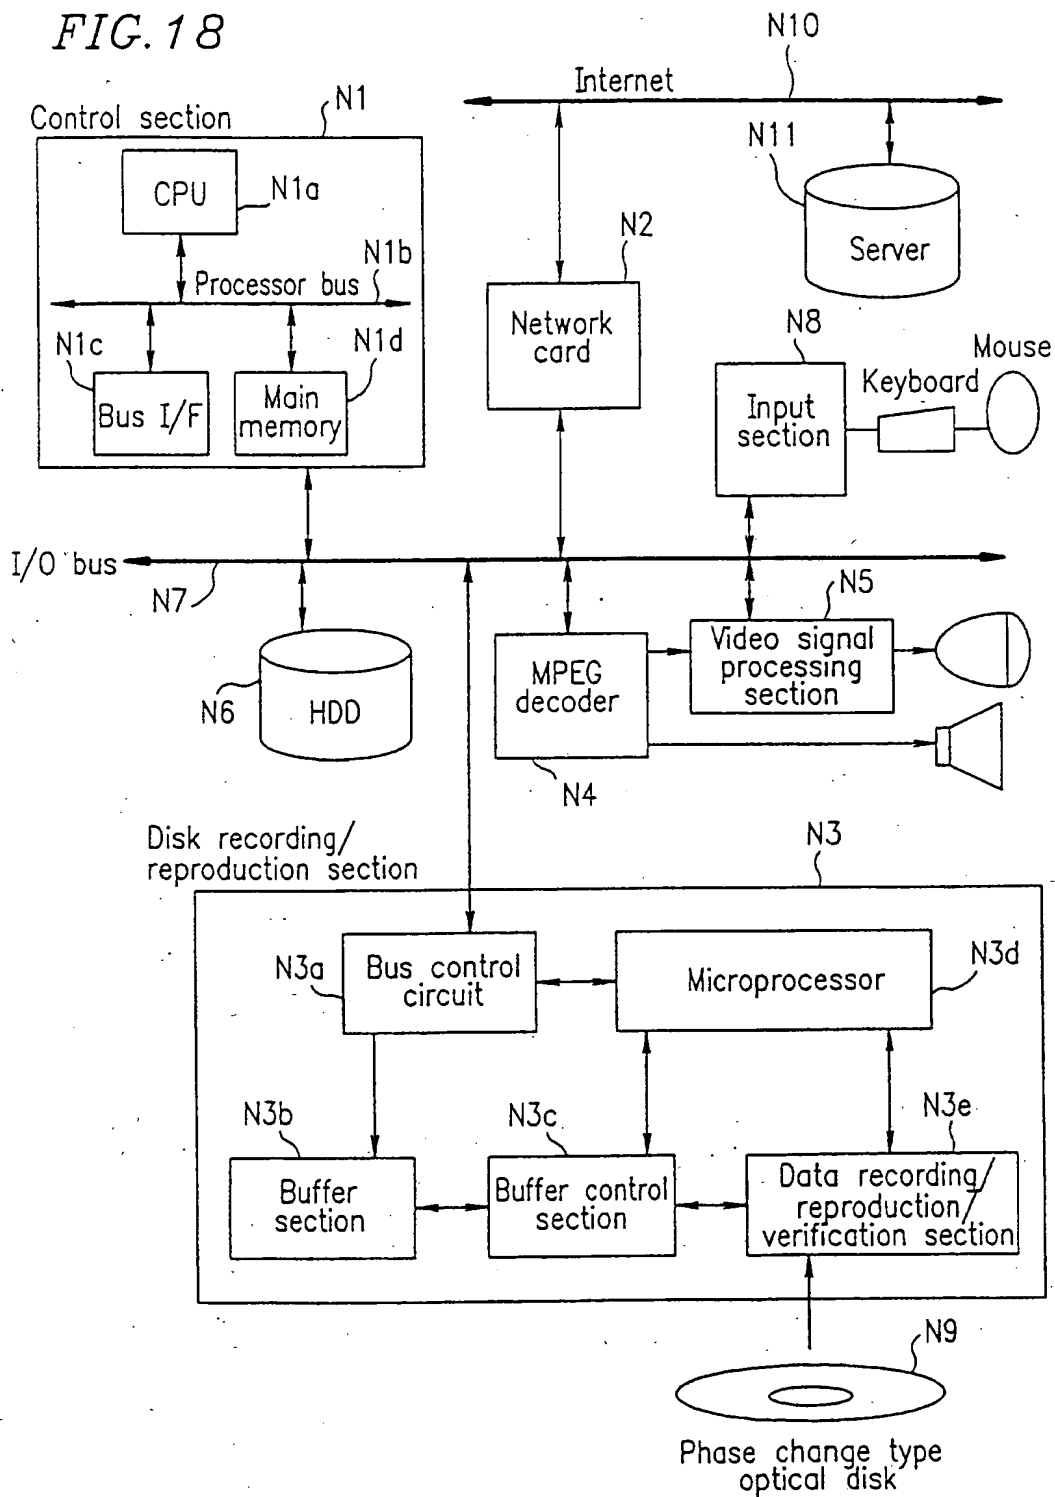 FIG.18
N10
Internet
N1
Control section
N11
CPU
N1a
Server
N2
N1b
Processor bus
Network
card
N8
Mouse
N1c
N1d
Keyboard
Bus I/F
Main
memory
Input
section
I/O bus
N7
N5
Video signal
processing
section
MPEG
decoder
N6
HDD
N4
Disk recording/
reproduction section
N3
N3a
Bus control
circuit
Microprocessor
N3d
N3b
N3c
N3e
Buffer
section
Buffer control
section
Data recording/
reproduction/
verification section
N9
Phase change type
optical disk